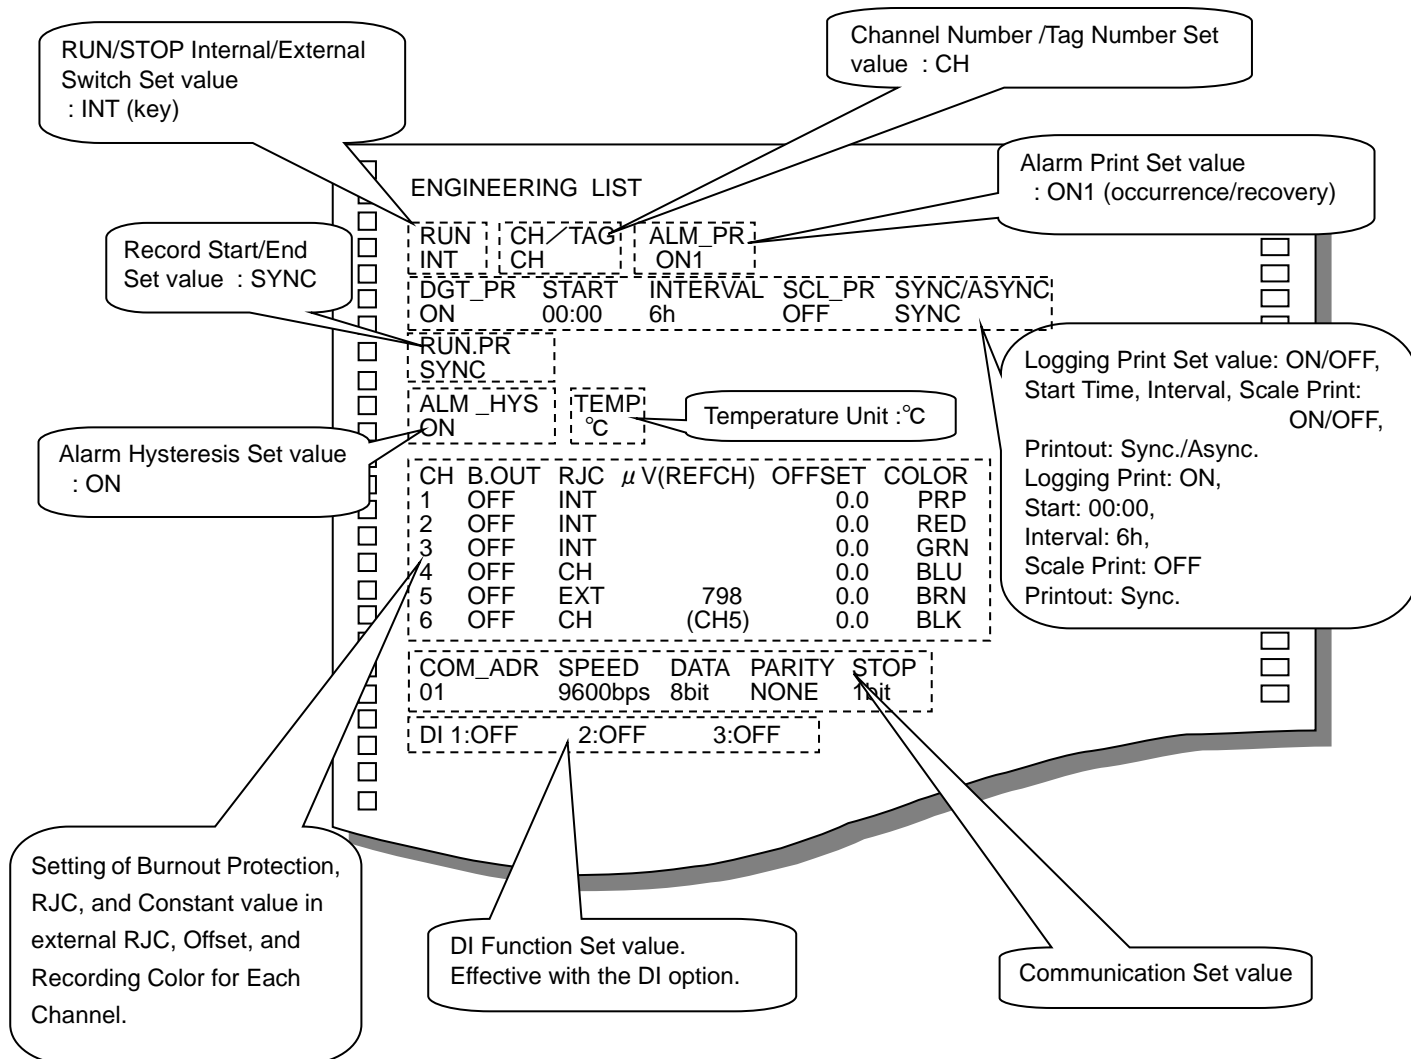 RUN/STOP Internal/External
Switch Set value
: INT (key)
Channel Number /Tag Number Set
value : CH
Alarm Print Set value
: ON1 (occurrence/recovery)
Record Start/End
Set value : SYNC
ENGINEERING LIST
RUN CH／TAG ALM_PR
INT CH ON1
DGT_PR START INTERVAL SCL_PR SYNC/ASYNC
ON 00:00 6h OFF SYNC
RUN.PR
SYNC
ALM _HYS TEMP
ON ℃
Temperature Unit :℃
Logging Print Set value: ON/OFF,
Start Time, Interval, Scale Print:
ON/OFF,
Printout: Sync./Async.
Logging Print: ON,
Start: 00:00,
Interval: 6h,
Scale Print: OFF
Printout: Sync.
Alarm Hysteresis Set value
: ON
CH B.OUT RJC μV(REFCH) OFFSET COLOR
1 OFF INT 0.0 PRP
2 OFF INT 0.0 RED
3 OFF INT 0.0 GRN
4 OFF CH 0.0 BLU
5 OFF EXT 798 0.0 BRN
6 OFF CH (CH5) 0.0 BLK
COM_ADR SPEED DATA PARITY STOP
01 9600bps 8bit NONE 1bit
DI 1:OFF 2:OFF 3:OFF
Setting of Burnout Protection,
RJC, and Constant value in
external RJC, Offset, and
Recording Color for Each
Channel.
DI Function Set value.
Effective with the DI option.
Communication Set value